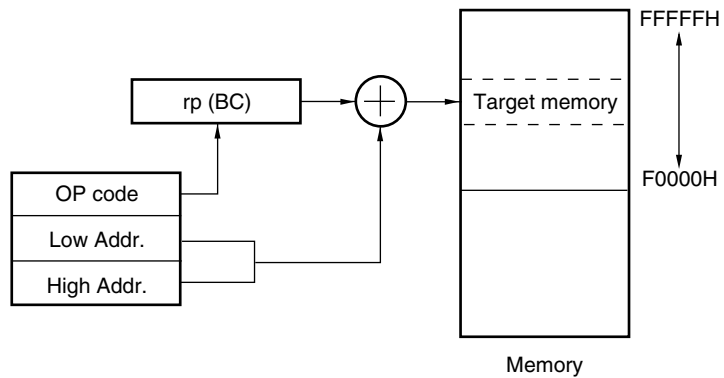 FFFFFH
rp (BC)
Target memory
OP code
F0000H
Low Addr.
High Addr.
Memory